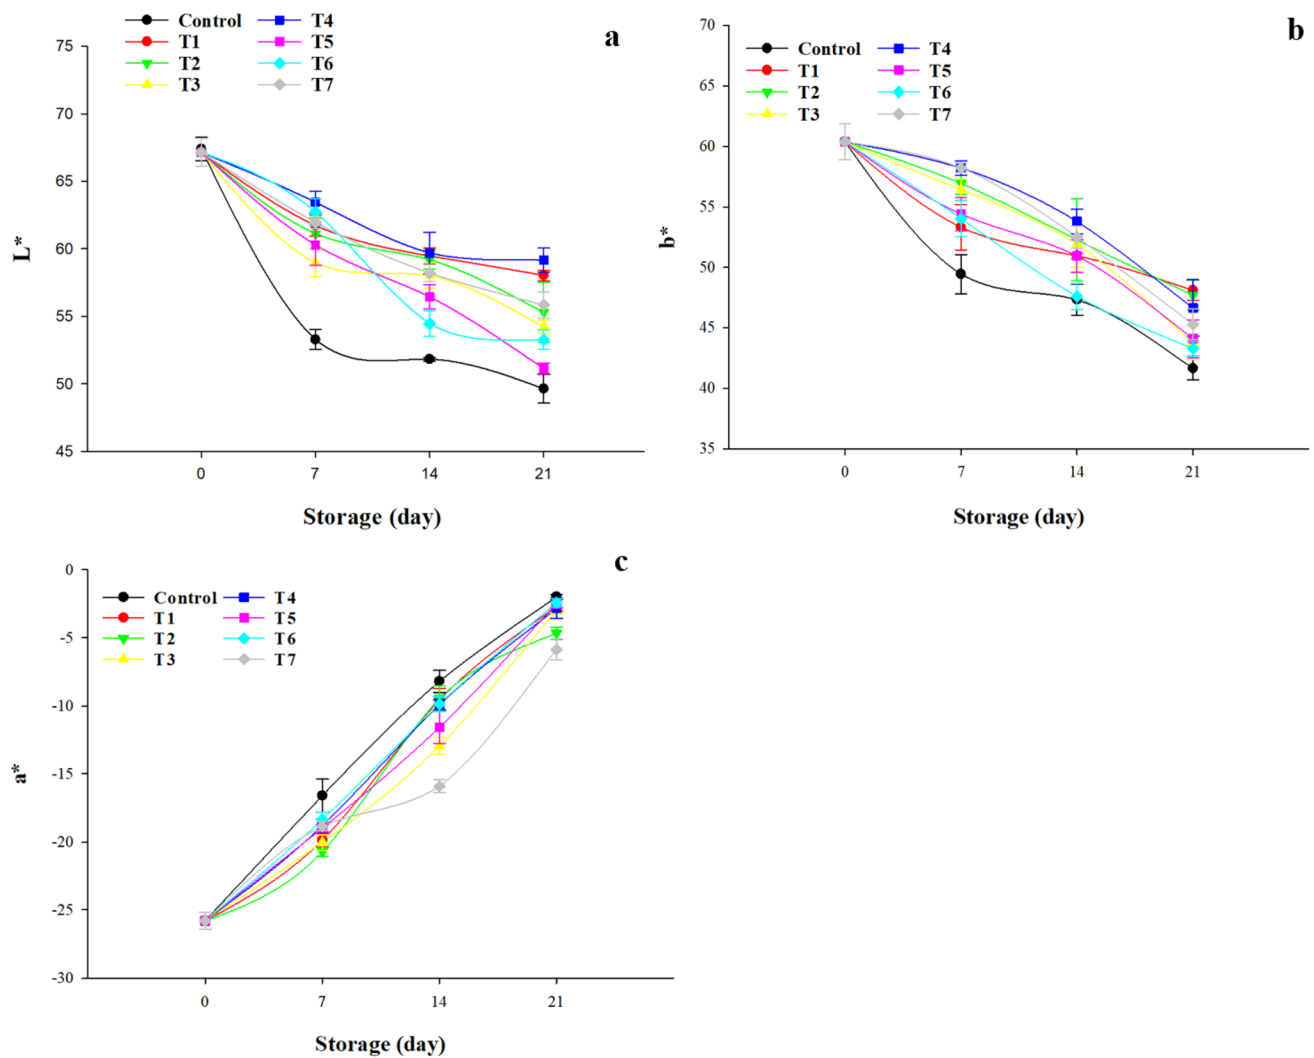 Control T4
T1 T5
T2 T6
T3 T7
a
75
70
65
60
55
50
45
L*
0 7 14 21
Storage (day)
b
70
Control T4
T1 T5
T2 T6
T3 T7
65
60
55
50
45
40
35
b*
0 7 14 21
Storage (day)
c
0
Control T4
T1 T5
T2 T6
T3 T7
-5
-10
-15
-20
-25
-30
a*
0 7 14 21
Storage (day)